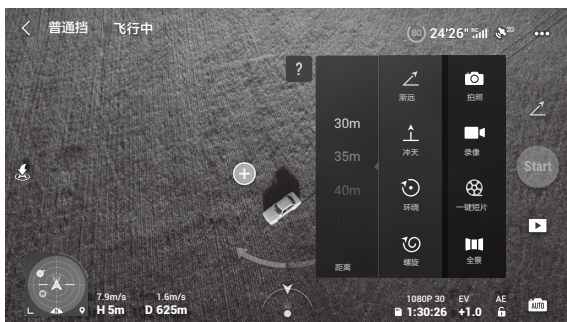 普通挡 飞行中
80 24'26" RC 20
?
渐远 拍照
30m
35m 冲天 录像
40m
环绕 一键短片
Start
距离 螺旋 全景
7.9m/s 1.6m/s 1080P 30 EV AE
H 5m D 625m 1:30:26 +1.0 AUTO